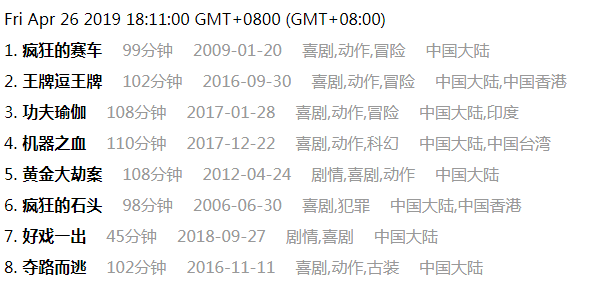 Fri Apr 26 2019 18:11:00 GMT+0800 (GMT+08:00)
1. 疯狂的赛车 99分钟 2009-01-20 喜剧,动作,冒险 中国大陆
2. 王牌逗王牌 102分钟 2016-09-30 喜剧,动作,冒险 中国大陆,中国香港
3. 功夫瑜伽 108分钟 2017-01-28 喜剧,动作,冒险 中国大陆,印度
4. 机器之血 110分钟 2017-12-22 喜剧,动作,科幻 中国大陆,中国台湾
5. 黄金大劫案 108分钟 2012-04-24 剧情,喜剧,动作 中国大陆
6. 疯狂的石头 98分钟 2006-06-30 喜剧,犯罪 中国大陆,中国香港
7. 好戏一出 45分钟 2018-09-27 剧情,喜剧 中国大陆
8. 夺路而逃 102分钟 2016-11-11 喜剧,动作,古装 中国大陆